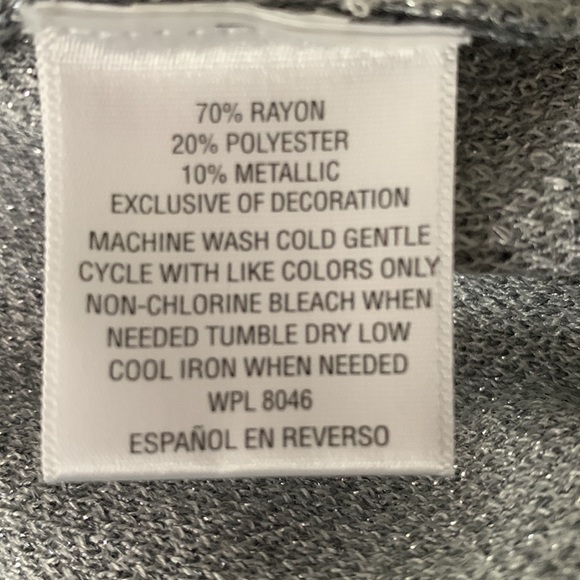 70% RAYON
20% POLYESTER
10% METALLIC
EXCLUSIVE OF DECORATION
MACHINE WASH COLD GENTLE
CYCLE WITH LIKE COLORS ONLY
NON-CHLORINE BLEACH WHEN
NEEDED TUMBLE DRY LOW
COOL IRON WHEN NEEDED
WPL 8046
ESPAÑOL EN REVERSO